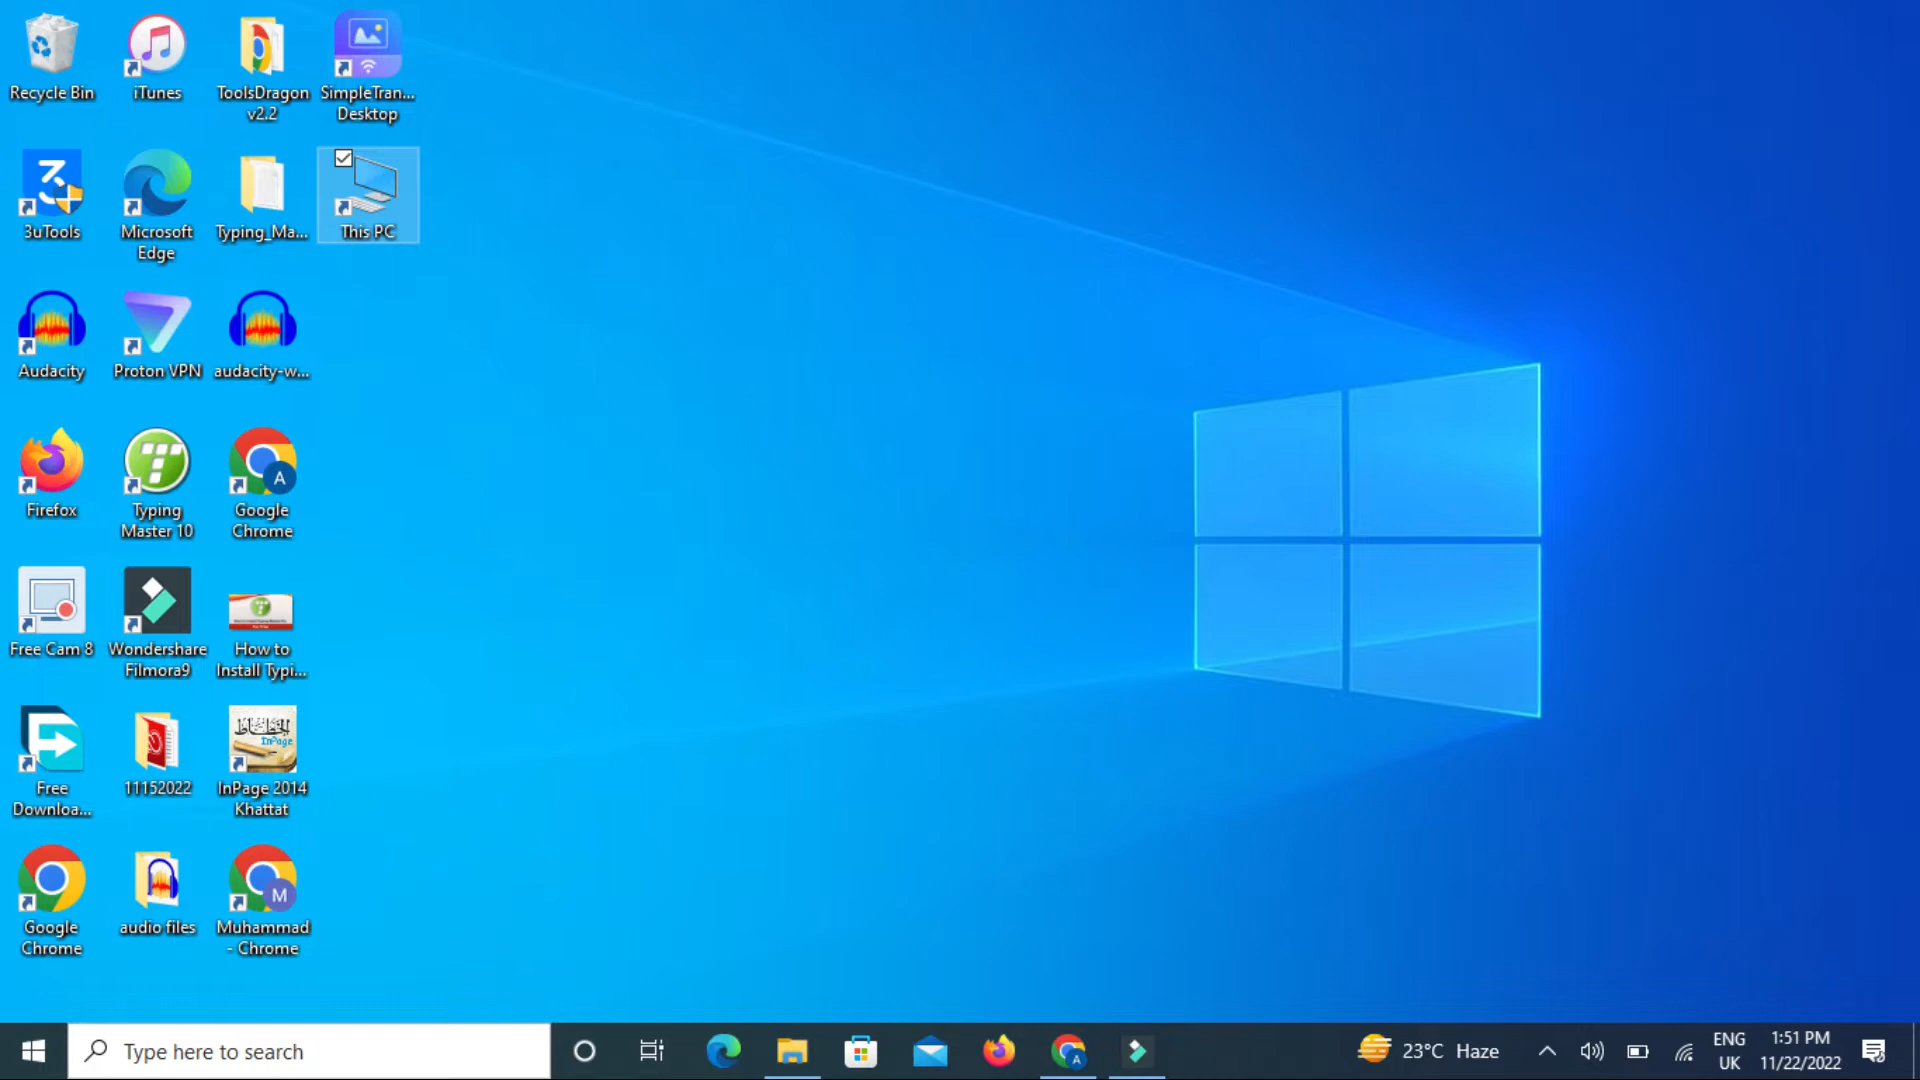 Recycle Bin
iTunes
ToolsDragon
v2.2
SimpleTran...
Desktop
3uTools
Microsoft
Edge
Typing_Ma...
This PC
Audacity
Proton VPN
audacity-w...
Firefox
Typing
Master 10
A
Google
Chrome
Free Cam 8
Wondershare
Filmora9
How to
Install Typi...
Free
Downloa...
11152022
InPage
InPage 2014
Khattat
Google
Chrome
audio files
M
Muhammad
- Chrome
Type here to search
A
23°C Haze
ENG
UK
1:51 PM
11/22/2022